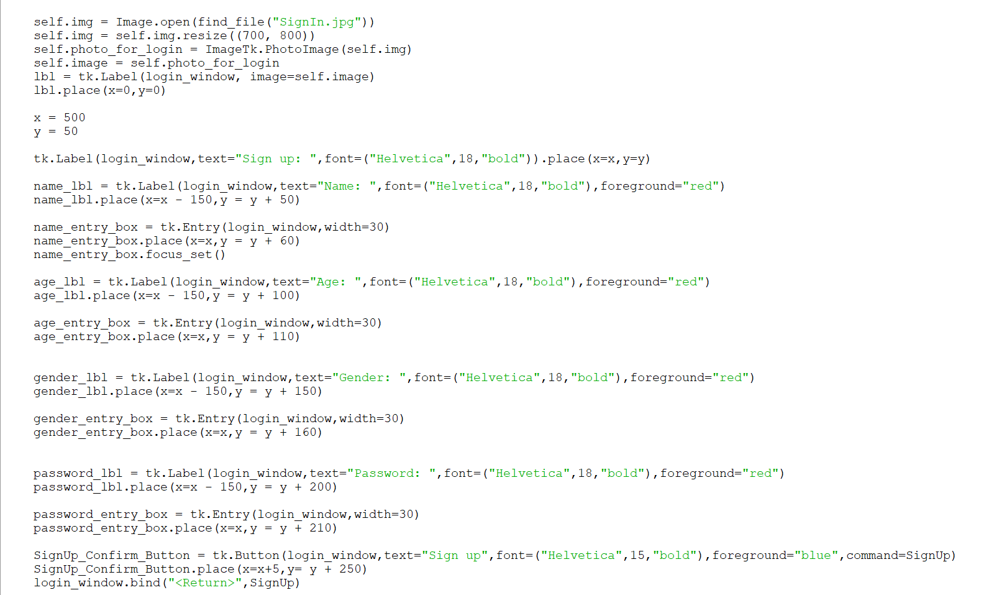 self.img = Image.open(find_file("SignIn.jpg"))
self.img = self.img.resize((700, 800))
self.photo_for_login = ImageTk.PhotoImage(self.img)
self.image = self.photo_for_login
lbl = tk.Label(login_window, image=self.image)
lbl.place(x=0,y=0)
x = 500
y = 50
tk.Label(login_window,text="Sign up: ",font=("Helvetica",18,"bold")).place(x=x,y=y)
name_lbl = tk.Label(login_window,text="Name: ",font=("Helvetica",18,"bold"),foreground="red")
name_lbl.place(x=x - 150,y = y + 50)
name_entry_box = tk.Entry(login_window,width=30)
name_entry_box.place(x=x,y = y + 60)
name_entry_box.focus_set()
age_lbl = tk.Label(login_window,text="Age: ",font=("Helvetica",18,"bold"),foreground="red")
age_lbl.place(x=x - 150,y = y + 100)
age_entry_box = tk.Entry(login_window,width=30)
age_entry_box.place(x=x,y = y + 110)
gender_lbl = tk.Label(login_window,text="Gender: ",font=("Helvetica",18,"bold"),foreground="red")
gender_lbl.place(x=x - 150,y = y + 150)
gender_entry_box = tk.Entry(login_window,width=30)
gender_entry_box.place(x=x,y = y + 160)
password_lbl = tk.Label(login_window,text="Password: ",font=("Helvetica",18,"bold"),foreground="red")
password_lbl.place(x=x - 150,y = y + 200)
password_entry_box = tk.Entry(login_window,width=30)
password_entry_box.place(x=x,y = y + 210)
SignUp_Confirm_Button = tk.Button(login_window,text="Sign up",font=("Helvetica",15,"bold"),foreground="blue",command=SignUp)
SignUp_Confirm_Button.place(x=x+5,y= y + 250)
login_window.bind("<Return>",SignUp)